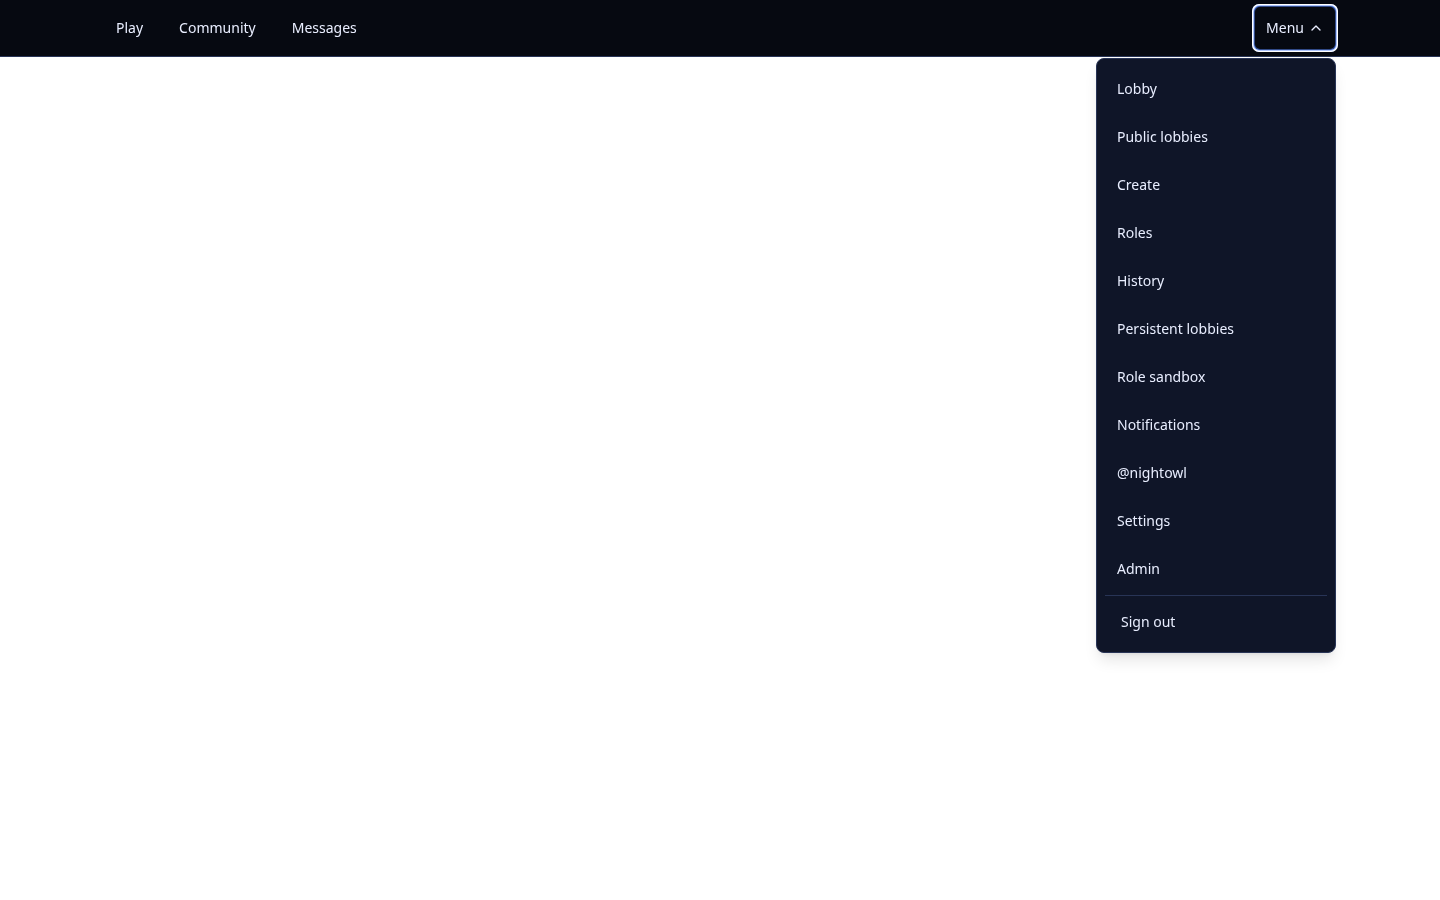 Play
Community
Messages
Menu
Lobby
Public lobbies
Create
Roles
History
Persistent lobbies
Role sandbox
Notifications
@nightowl
Settings
Admin
Sign out